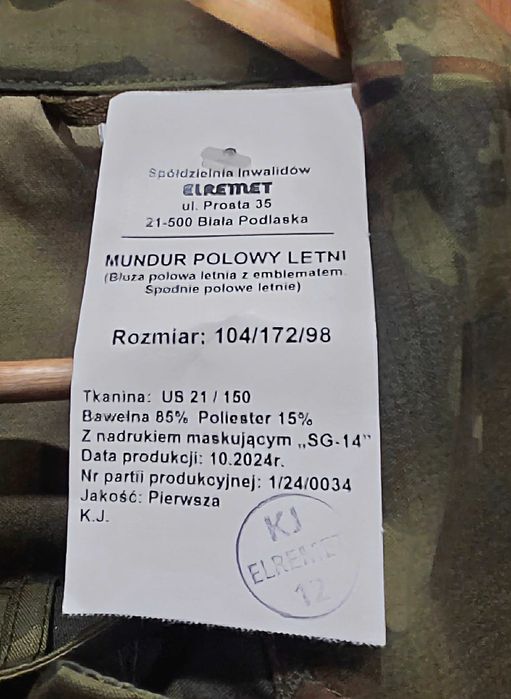 Spółdzielnia Inwalidów
ELREMET
ul. Prosta 35
21-500 Biała Podlaska
MUNDUR POLOWY LETNI
(Bluza polowa letnia z emblematem.
Spodnie polowe letnie)
Rozmiar: 104/172/98
Tkanina: US 21 / 150
Bawełna 85% Poliester 15%
Z nadrukiem maskującym „SG-14”
Data produkcji: 10.2024r.
Nr partii produkcyjnej: 1/24/0034
Jakość: Pierwsza
K.J.
KJ
ELREMET
12